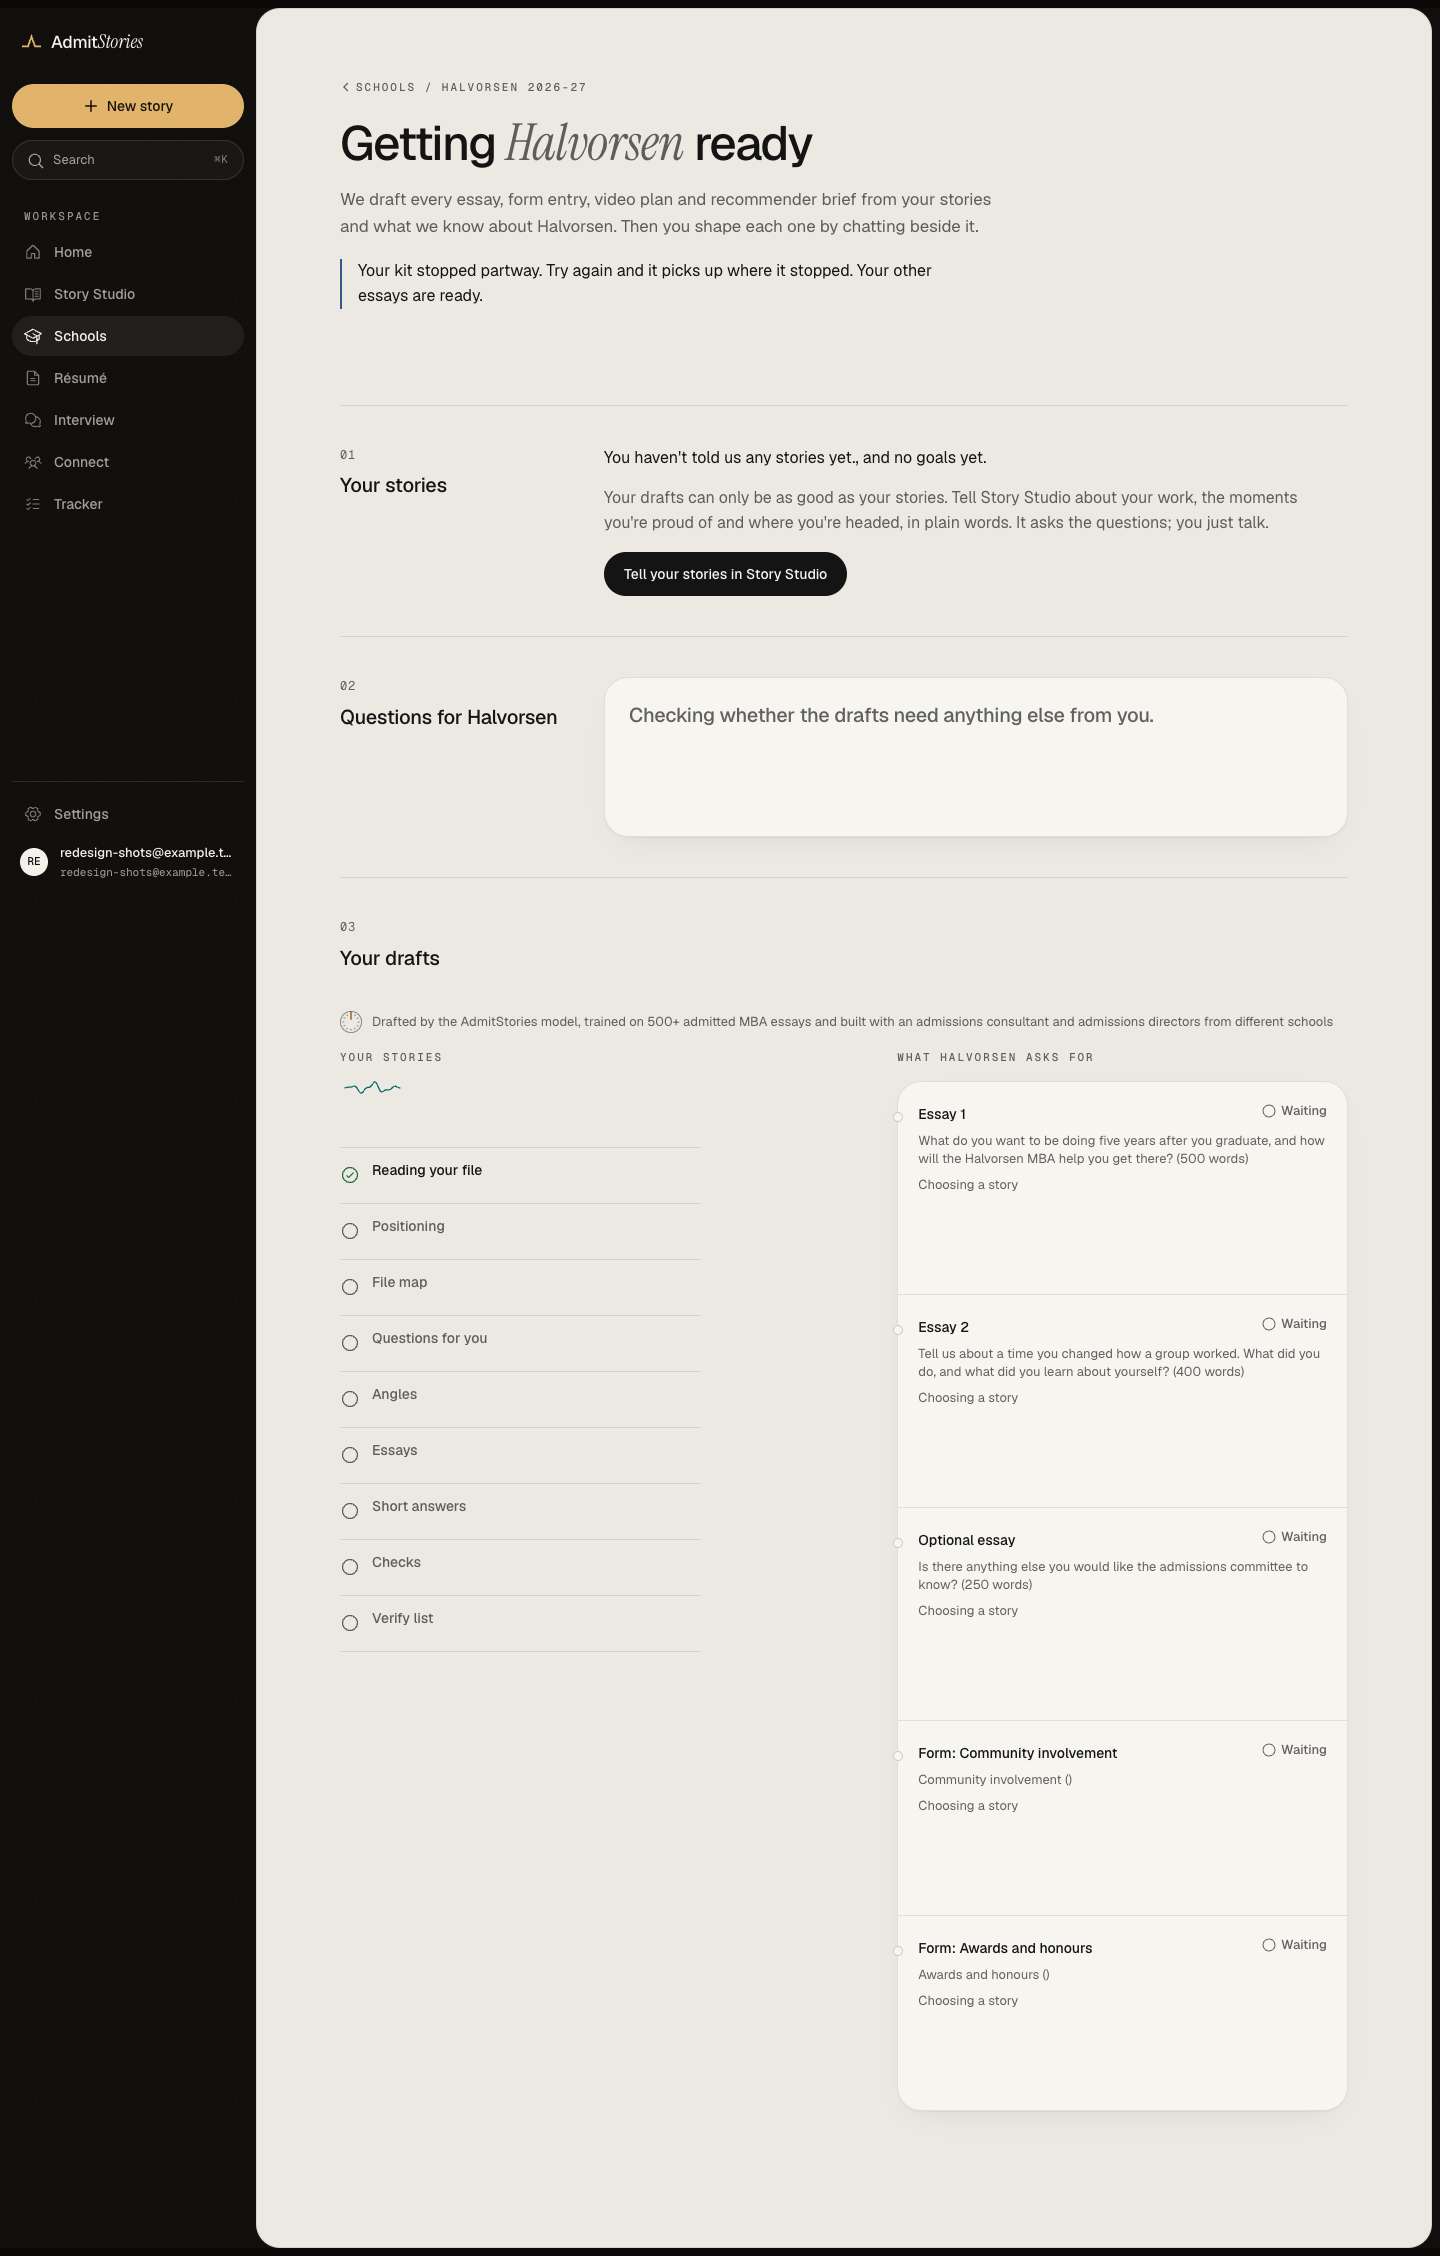 AdmitStories
New story
Search ⌘K
WORKSPACE
Home
Story Studio
Schools
Résumé
Interview
Connect
Tracker
Settings
RE
redesign-shots@example.t…
redesign-shots@example.te…
SCHOOLS / HALVORSEN 2026-27
Getting Halvorsen ready
We draft every essay, form entry, video plan and recommender brief from your stories
and what we know about Halvorsen. Then you shape each one by chatting beside it.
Your kit stopped partway. Try again and it picks up where it stopped. Your other
essays are ready.
01
Your stories
You haven't told us any stories yet., and no goals yet.
Your drafts can only be as good as your stories. Tell Story Studio about your work, the moments
you're proud of and where you're headed, in plain words. It asks the questions; you just talk.
Tell your stories in Story Studio
02
Questions for Halvorsen
Checking whether the drafts need anything else from you.
03
Your drafts
Drafted by the AdmitStories model, trained on 500+ admitted MBA essays and built with an admissions consultant and admissions directors from different schools
YOUR STORIES
Reading your file
Positioning
File map
Questions for you
Angles
Essays
Short answers
Checks
Verify list
WHAT HALVORSEN ASKS FOR
Essay 1
Waiting
What do you want to be doing five years after you graduate, and how
will the Halvorsen MBA help you get there? (500 words)
Choosing a story
Essay 2
Waiting
Tell us about a time you changed how a group worked. What did you
do, and what did you learn about yourself? (400 words)
Choosing a story
Optional essay
Waiting
Is there anything else you would like the admissions committee to
know? (250 words)
Choosing a story
Form: Community involvement
Waiting
Community involvement ()
Choosing a story
Form: Awards and honours
Waiting
Awards and honours ()
Choosing a story